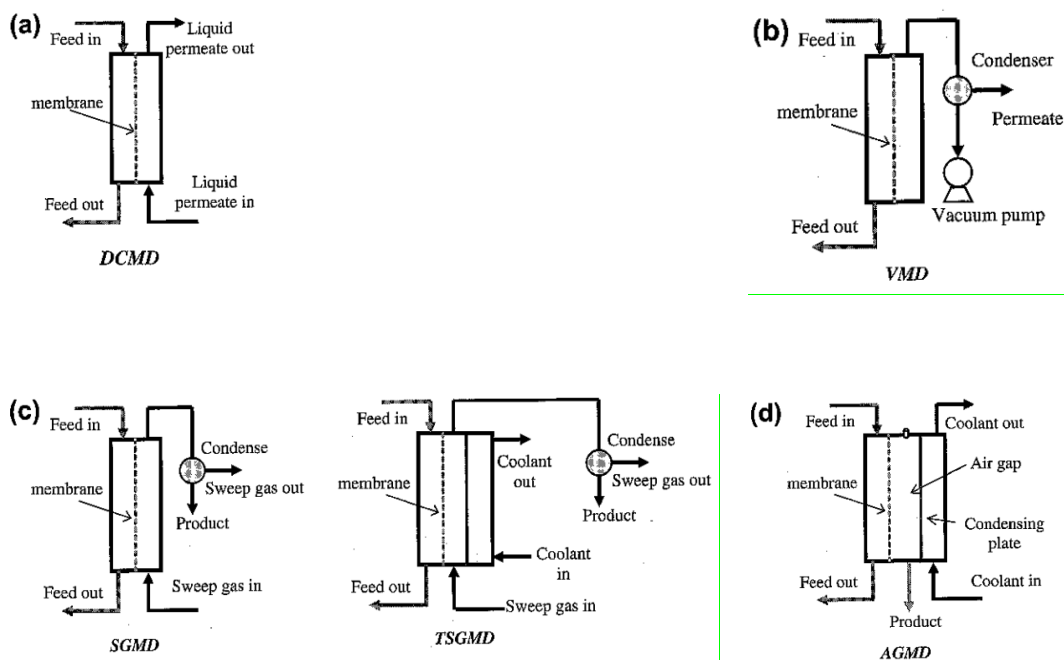 (a)
Feed in
Liquid
permeate out
membrane
Feed out
Liquid
permeate in
DCMD
(b)
Feed in
Condenser
membrane
Permeate
Vacuum pump
Feed out
VMD
(c)
Feed in
Condense
membrane
Sweep gas out
Product
Feed out
Sweep gas in
SGMD
Feed in
Condense
Coolant
out
Sweep gas out
membrane
Product
Coolant
in
Feed out
Sweep gas in
TSGMD
(d)
Feed in
Coolant out
Air gap
membrane
Condensing
plate
Feed out
Coolant in
Product
AGMD